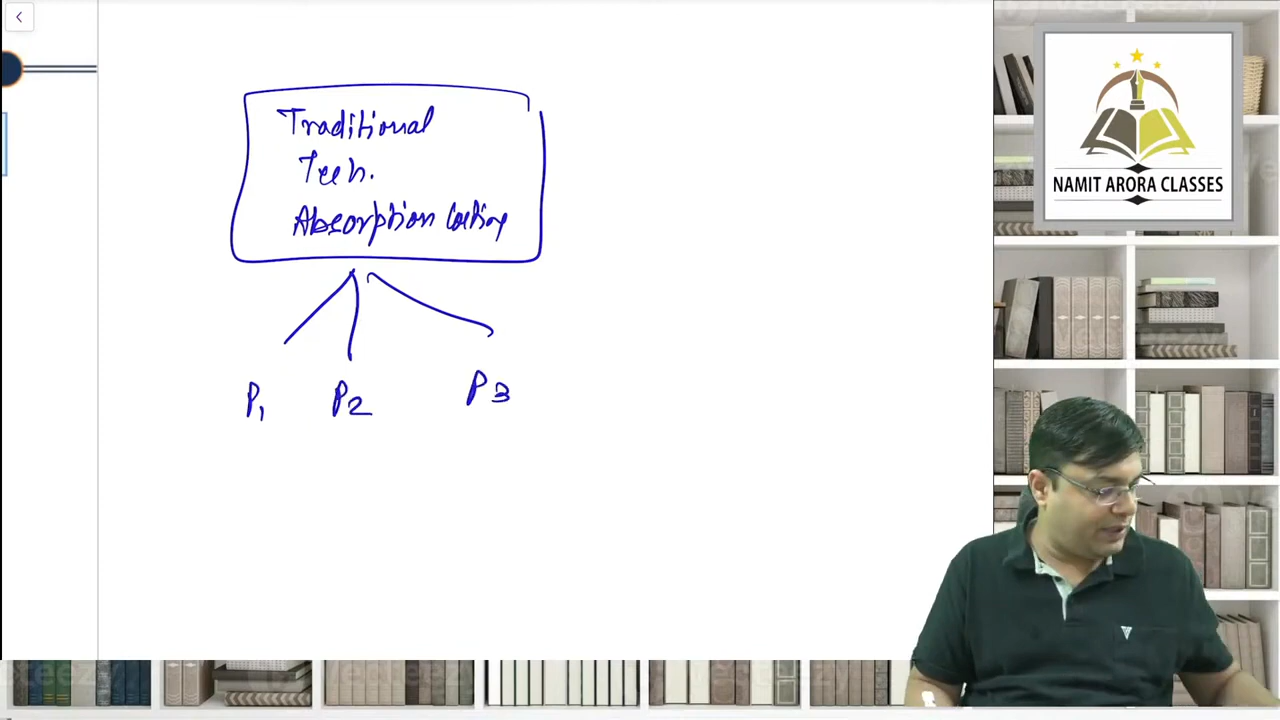 Traditional
Tech.
Absorption Costing
P1 P2 P3
NAMIT ARORA CLASSES